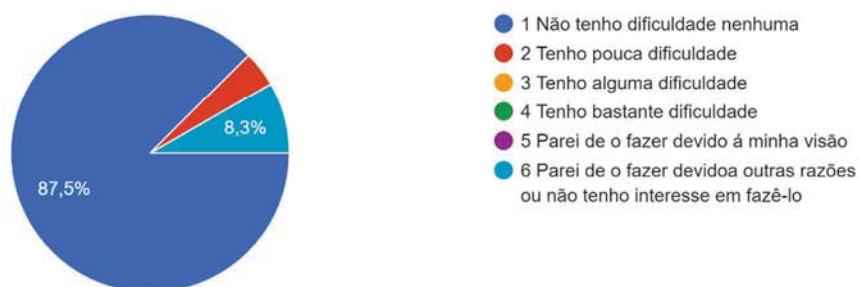 1 Não tenho dificuldade nenhuma
2 Tenho pouca dificuldade
3 Tenho alguma dificuldade
4 Tenho bastante dificuldade
5 Parei de o fazer devido á minha visão
6 Parei de o fazer devidoa outras razões
ou não tenho interesse em fazê-lo
8,3%
87,5%